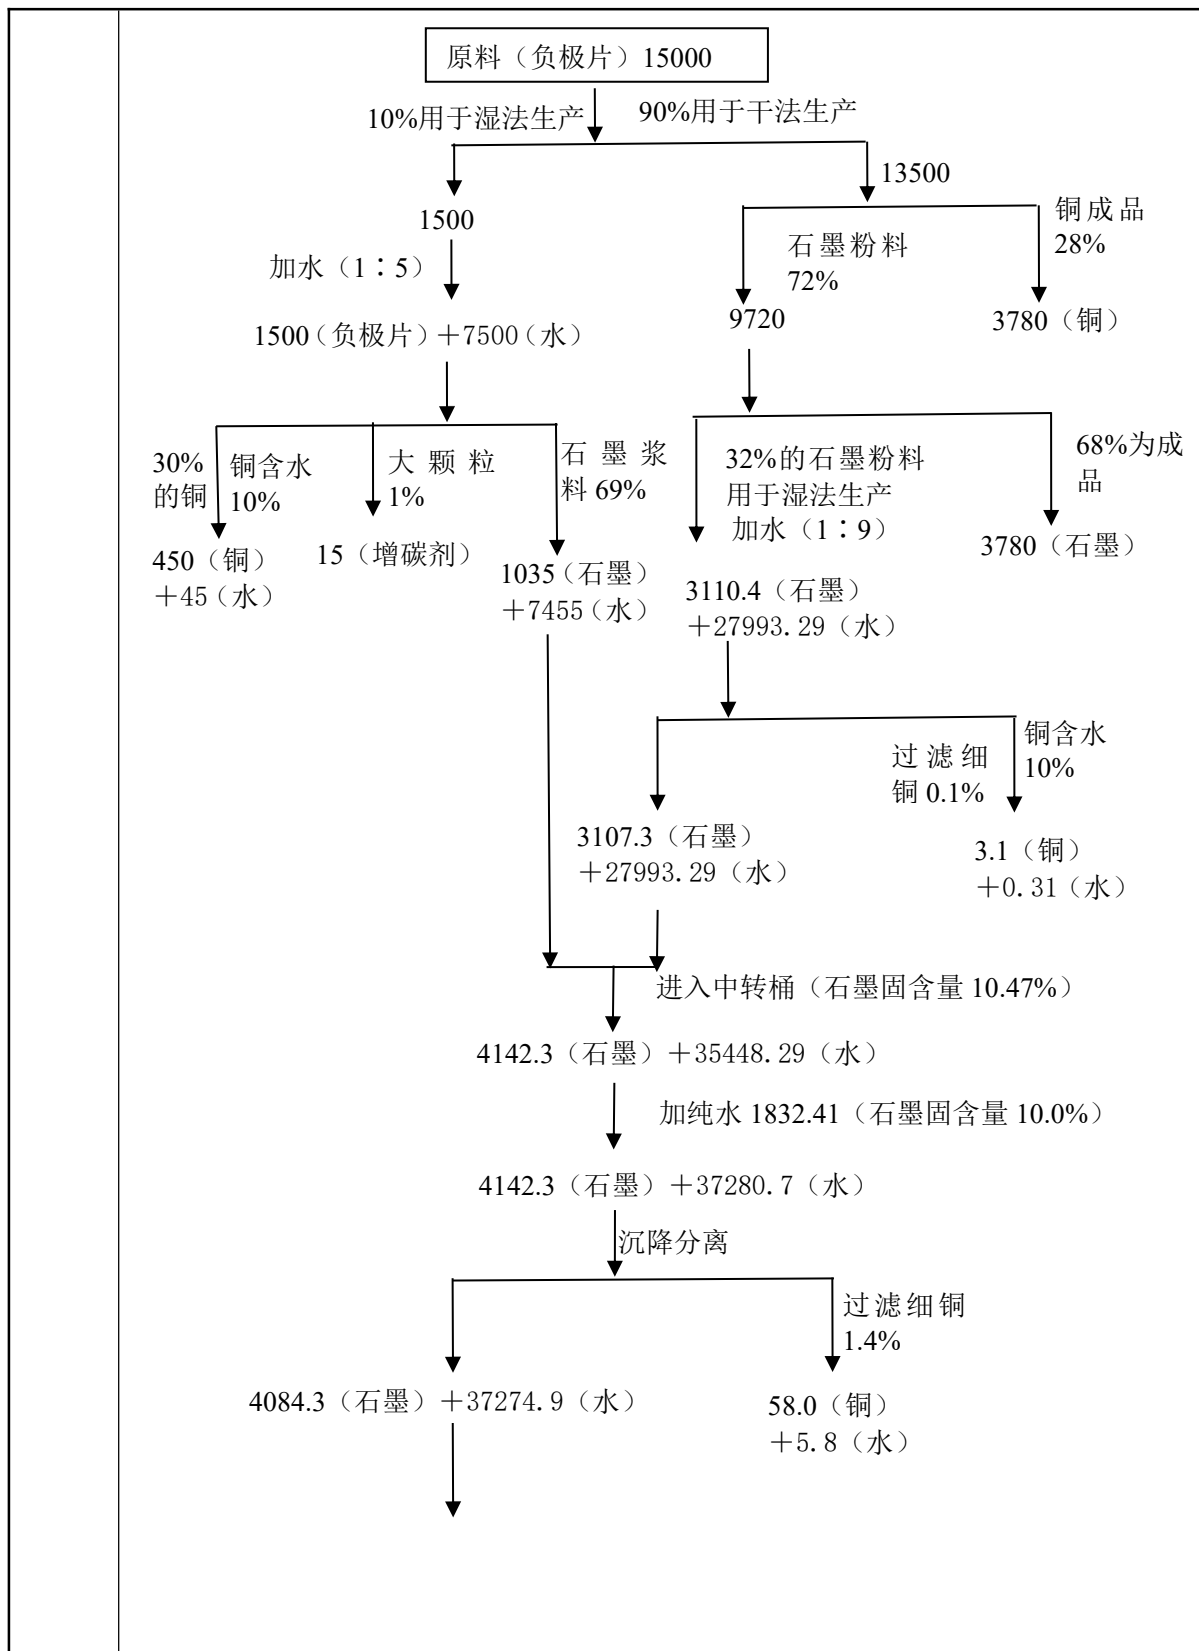 原料（负极片）15000
10%用于湿法生产
90%用于干法生产
1500
13500
加水（1：5）
石墨粉料
72%
铜成品
28%
1500（负极片）＋7500（水）
9720
3780（铜）
30%
的铜
铜含水
10%
大颗粒
1%
石墨浆
料 69%
32%的石墨粉料
用于湿法生产
加水（1：9）
68%为成
品
450（铜）
＋45（水）
15（增碳剂）
1035（石墨）
＋7455（水）
3110.4（石墨）
＋27993.29（水）
3780（石墨）
过滤细
铜 0.1%
铜含水
10%
3107.3（石墨）
＋27993.29（水）
3.1（铜）
＋0.31（水）
进入中转桶（石墨固含量 10.47%）
4142.3（石墨）＋35448.29（水）
加纯水 1832.41（石墨固含量 10.0%）
4142.3（石墨）＋37280.7（水）
沉降分离
过滤细铜
1.4%
4084.3（石墨）＋37274.9（水）
58.0（铜）
＋5.8（水）